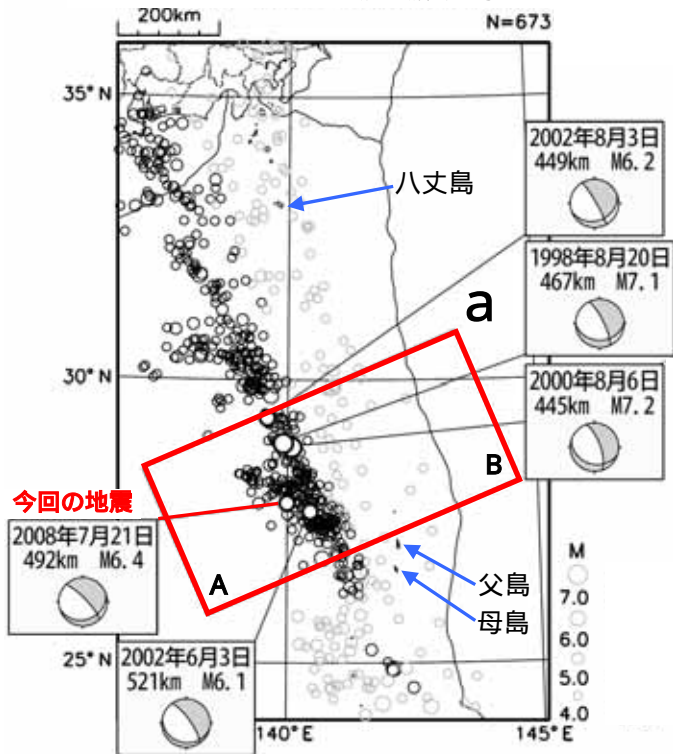 200km
N=673
35°N
30°N
25°N
140°E
145°E
八丈島
父島
母島
a
A
B
2002年8月3日
449km M6.2
1998年8月20日
467km M7.1
2000年8月6日
445km M7.2
今回の地震
2008年7月21日
492km M6.4
2002年6月3日
521km M6.1
M
7.0
6.0
5.0
4.0